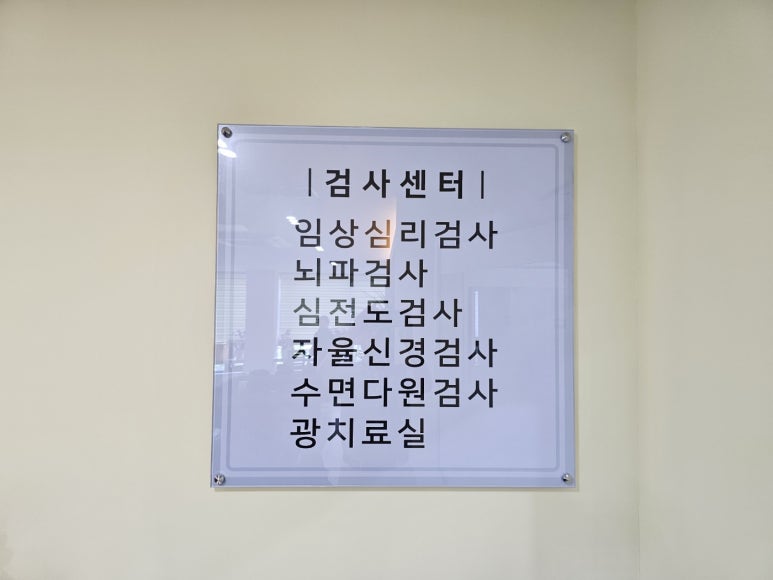 |검사센터|
임상심리검사
뇌파검사
심전도검사
자율신경검사
수면다원검사
광치료실